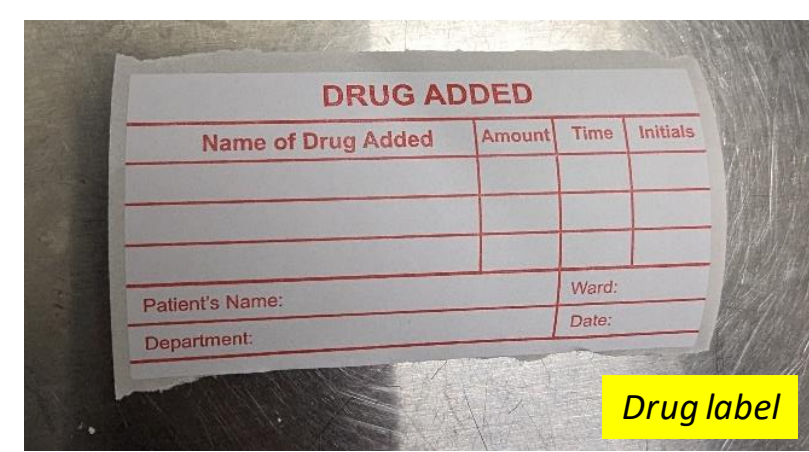 DRUG ADDED
Name of Drug Added Amount Time Initials
Patient's Name: Ward:
Department: Date:
Drug label